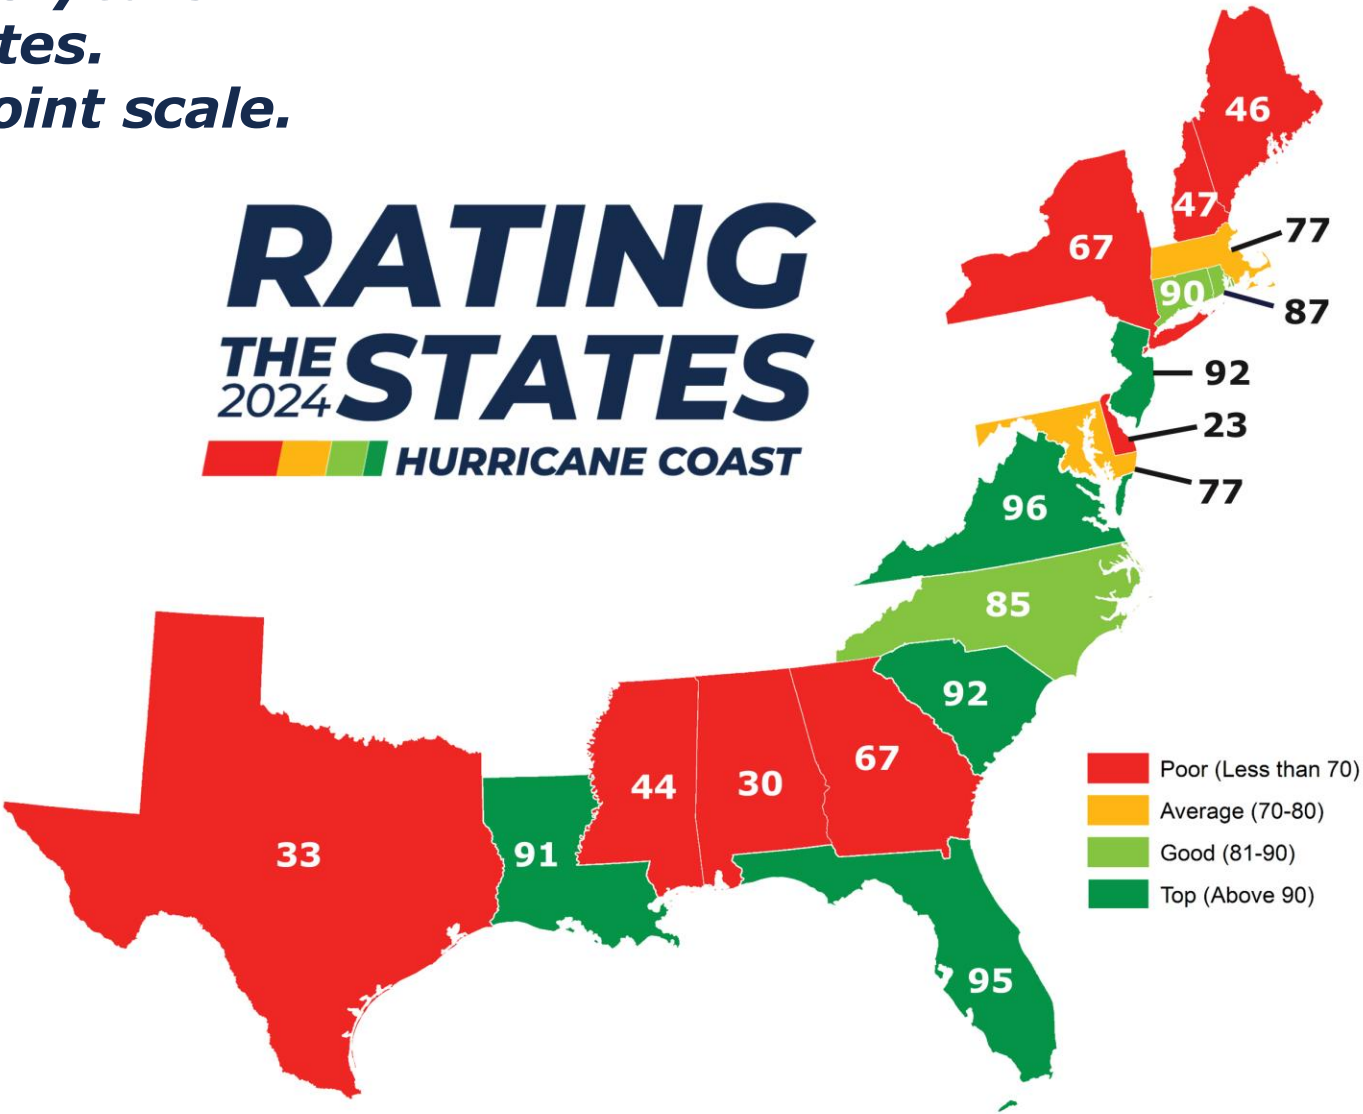 tes.
oint scale.
RATING
THE STATES
2024
HURRICANE COAST
46
47
77
67
90
87
92
23
77
96
85
92
67
44
30
33
91
95
Poor (Less than 70)
Average (70-80)
Good (81-90)
Top (Above 90)